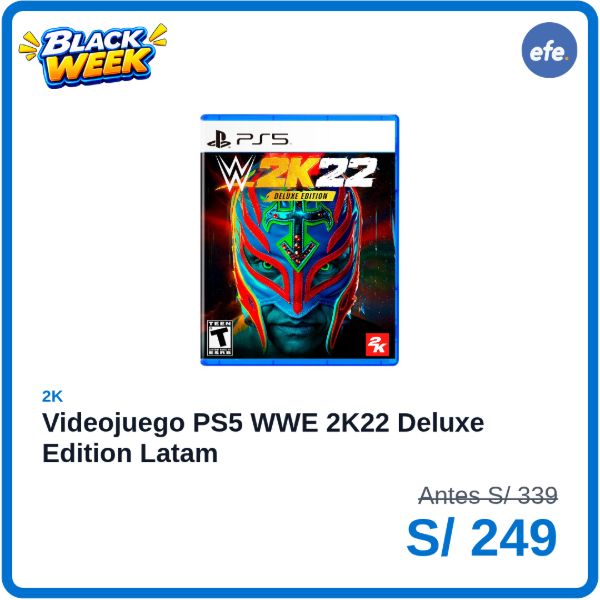 BLACK
WEEK
efe.
PS5
W 2K22
DELUXE EDITION
TEEN
T
2K
2K
Videojuego PS5 WWE 2K22 Deluxe
Edition Latam
Antes S/ 339
S/ 249